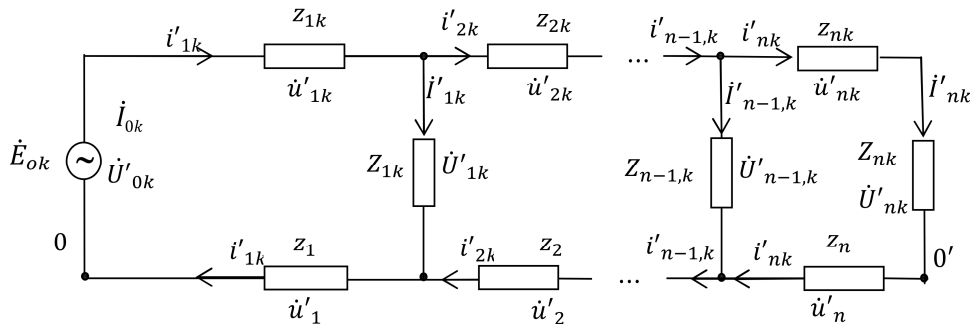 z₁ₖ i′₂ₖ z₂ₖ i′ₙ₋₁,ₖ i′ₙₖ zₙₖ
i′₁ₖ
...
u̇′₁ₖ İ′₁ₖ u̇′₂ₖ İ′ₙ₋₁,ₖ u̇′ₙₖ İ′ₙₖ
İ₀ₖ
Ėₒₖ ~ Z₁ₖ U̇′₁ₖ Zₙ₋₁,ₖ U̇′ₙ₋₁,ₖ Zₙₖ
U̇′₀ₖ U̇′ₙₖ
0 i′₁ₖ z₁ i′₂ₖ z₂ i′ₙ₋₁,ₖ i′ₙₖ zₙ 0′
...
u̇′₁ u̇′₂ u̇′ₙ